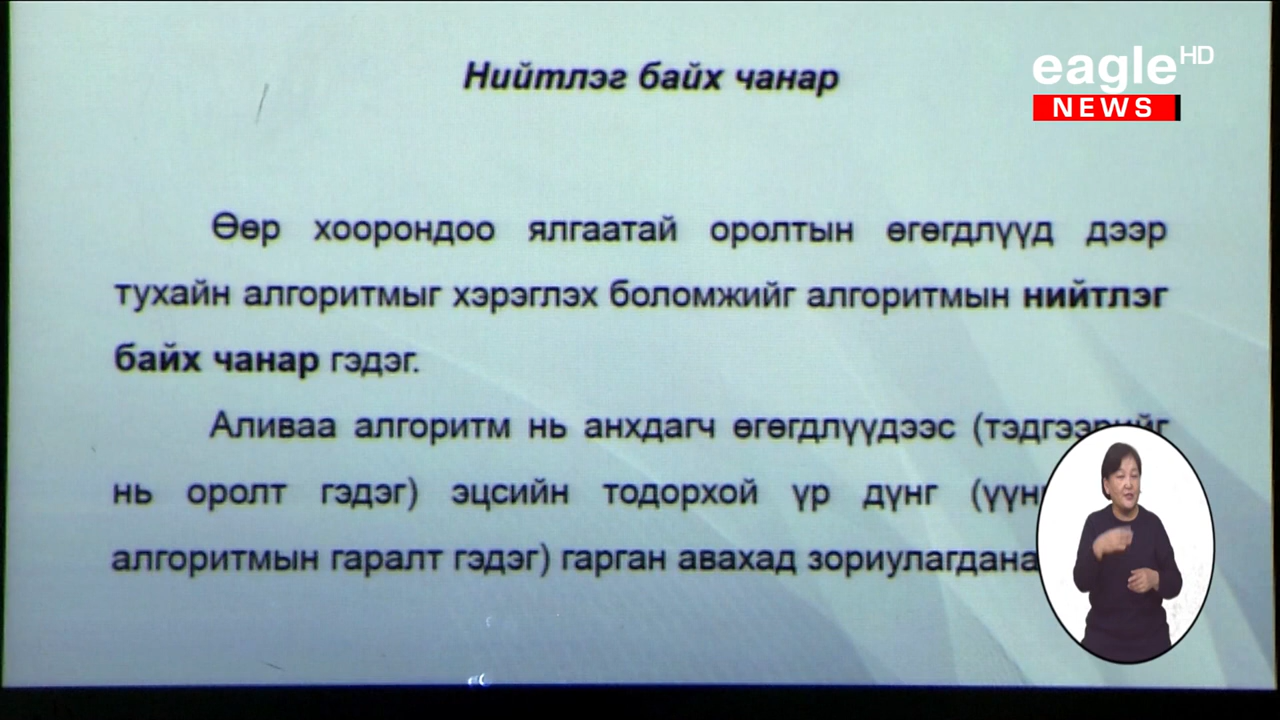 Нийтлэг байх чанар
eagle HD
NEWS
Өөр хоорондоо ялгаатай оролтын өгөгдлүүд дээр
тухайн алгоритмыг хэрэглэх боломжийг алгоритмын нийтлэг
байх чанар гэдэг.
Аливаа алгоритм нь анхдагч өгөгдлүүдээс (тэдгээрийг
нь оролт гэдэг) эцсийн тодорхой үр дүнг
алгоритмын гаралт гэдэг) гарган авахад зориулагдана